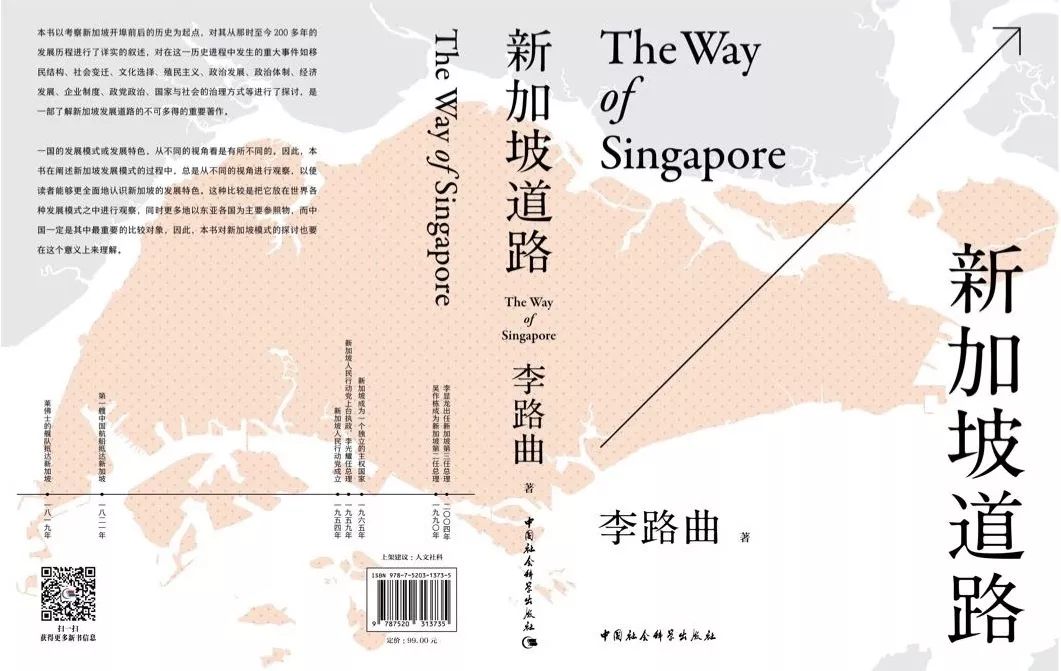 本书以考察新加坡开埠前后的历史为起点，对其从那时至今 200 多年的
发展历程进行了详实的叙述，对在这一历史进程中发生的重大事件如移
民结构、社会变迁、文化选择、殖民主义、政治发展、政治体制、经济
发展、企业制度、政党政治、国家与社会的治理方式等进行了探讨，是
一部了解新加坡发展道路的不可多得的重要著作。
一国的发展模式或发展特色，从不同的视角看是有所不同的。因此，本
书在阐述新加坡发展模式的过程中，总是从不同的视角进行观察，以使
读者能够更全面地认识新加坡的发展特色。这种比较是把它放在世界各
种发展模式之中进行观察，同时更多地以东亚各国为主要参照物，而中
国一定是其中最重要的比较对象，因此，本书对新加坡模式的探讨也要
在这个意义上来理解。
The Way of Singapore
莱佛士的舰队抵达新加坡
一八一九年
第一艘中国航船抵达新加坡
一八二一年
新加坡人民行动党成立
一九五四年
新加坡人民行动党上台执政，李光耀任总理
一九五九年
新加坡成为一个独立的主权国家
一九六五年
吴作栋成为新加坡第二任总理
一九九〇年
李显龙出任新加坡第三任总理
二〇〇四年
扫一扫
获得更多新书信息
上架建议：人文社科
ISBN 978-7-5203-1373-5
9 787520 313735
定价：99.00 元
新加坡道路
The Way
of
Singapore
李路曲
著
中国社会科学出版社
The Way
of
Singapore
新加坡道路
李路曲 著
中国社会科学出版社